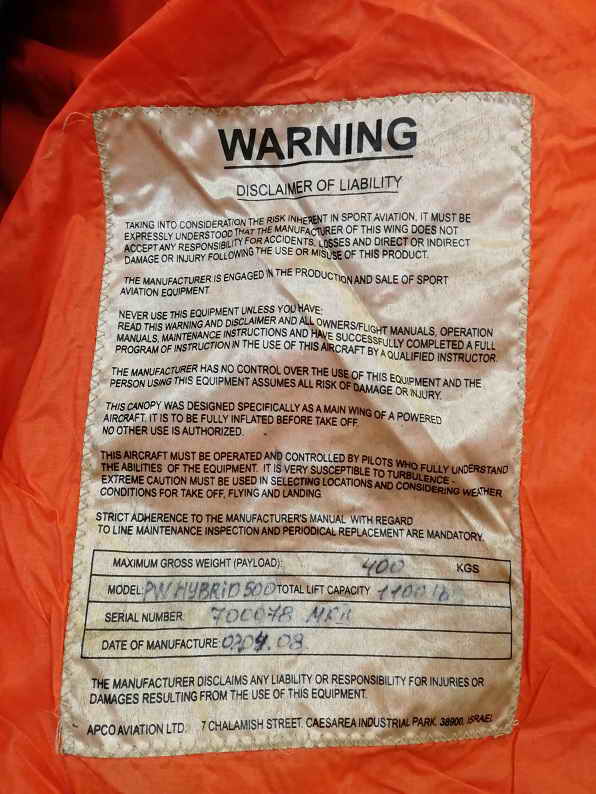 WARNING
DISCLAIMER OF LIABILITY
TAKING INTO CONSIDERATION THE RISK INHERENT IN SPORT AVIATION, IT MUST BE
EXPRESSLY UNDERSTOOD THAT THE MANUFACTURER OF THIS WING DOES NOT
ACCEPT ANY RESPONSIBILITY FOR ACCIDENTS, LOSSES AND DIRECT OR INDIRECT
DAMAGE OR INJURY FOLLOWING THE USE OR MISUSE OF THIS PRODUCT.
THE MANUFACTURER IS ENGAGED IN THE PRODUCTION AND SALE OF SPORT
AVIATION EQUIPMENT.
NEVER USE THIS EQUIPMENT UNLESS YOU HAVE:
READ THIS WARNING AND DISCLAIMER AND ALL OWNERS/FLIGHT MANUALS, OPERATION
MANUALS, MAINTENANCE INSTRUCTIONS AND HAVE SUCCESSFULLY COMPLETED A FULL
PROGRAM OF INSTRUCTION IN THE USE OF THIS AIRCRAFT BY A QUALIFIED INSTRUCTOR.
THE MANUFACTURER HAS NO CONTROL OVER THE USE OF THIS EQUIPMENT AND THE
PERSON USING THIS EQUIPMENT ASSUMES ALL RISK OF DAMAGE OR INJURY.
THIS CANOPY WAS DESIGNED SPECIFICALLY AS A MAIN WING OF A POWERED
AIRCRAFT. IT IS TO BE FULLY INFLATED BEFORE TAKE OFF.
NO OTHER USE IS AUTHORIZED.
THIS AIRCRAFT MUST BE OPERATED AND CONTROLLED BY PILOTS WHO FULLY UNDERSTAND
THE ABILITIES OF THE EQUIPMENT. IT IS VERY SUSCEPTIBLE TO TURBULENCE -
EXTREME CAUTION MUST BE USED IN SELECTING LOCATIONS AND CONSIDERING WEATHER
CONDITIONS FOR TAKE OFF, FLYING AND LANDING
STRICT ADHERENCE TO THE MANUFACTURER'S MANUAL WITH REGARD
TO LINE MAINTENANCE INSPECTION AND PERIODICAL REPLACEMENT ARE MANDATORY.
MAXIMUM GROSS WEIGHT (PAYLOAD): 400 KGS
MODEL: PW HYBRID 500 TOTAL LIFT CAPACITY 1100 lb
SERIAL NUMBER: 700078
DATE OF MANUFACTURE:
THE MANUFACTURER DISCLAIMS ANY LIABILITY OR RESPONSIBILITY FOR INJURIES OR
DAMAGES RESULTING FROM THE USE OF THIS EQUIPMENT.
APCO AVIATION LTD. 7 CHALAMISH STREET, CAESAREA INDUSTRIAL PARK, 38900, ISRAEL